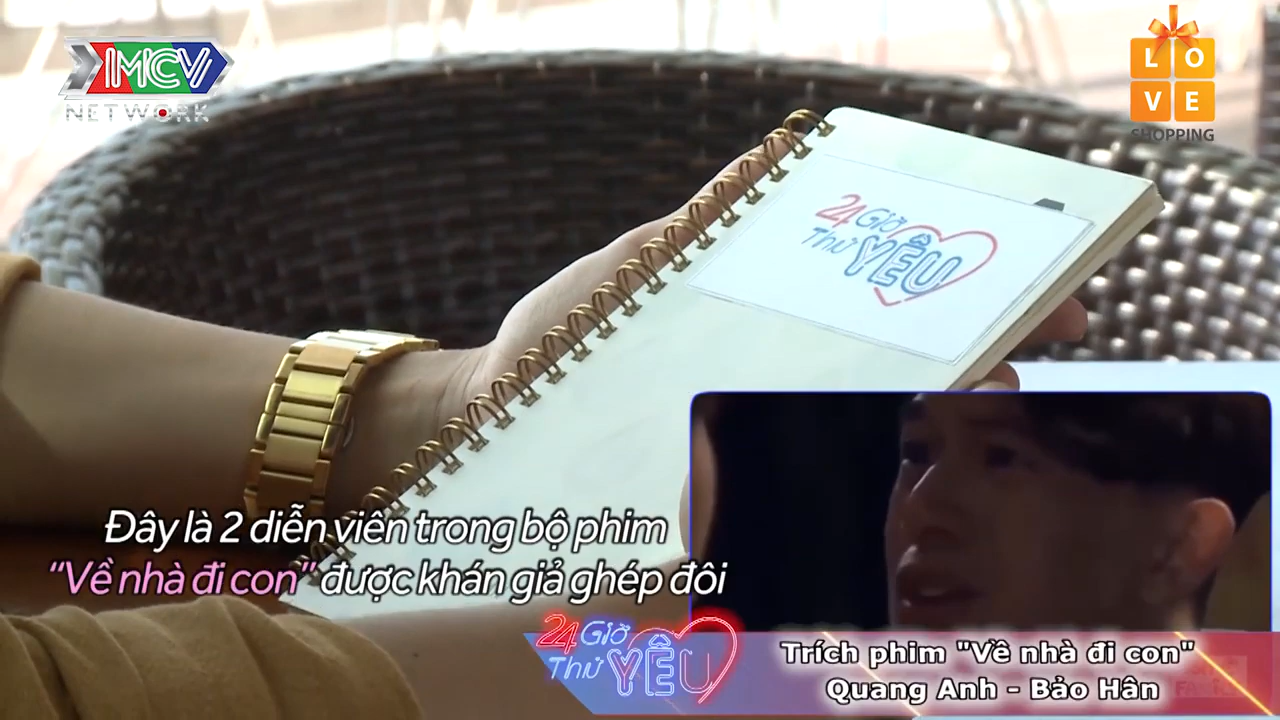 MCV
NETWORK
LO
VE
SHOPPING
24 Giờ
Thử YÊU
Đây là 2 diễn viên trong bộ phim
“Về nhà đi con” được khán giả ghép đôi
24 Giờ
Thử YÊU
Trích phim "Về nhà đi con"
Quang Anh - Bảo Hân